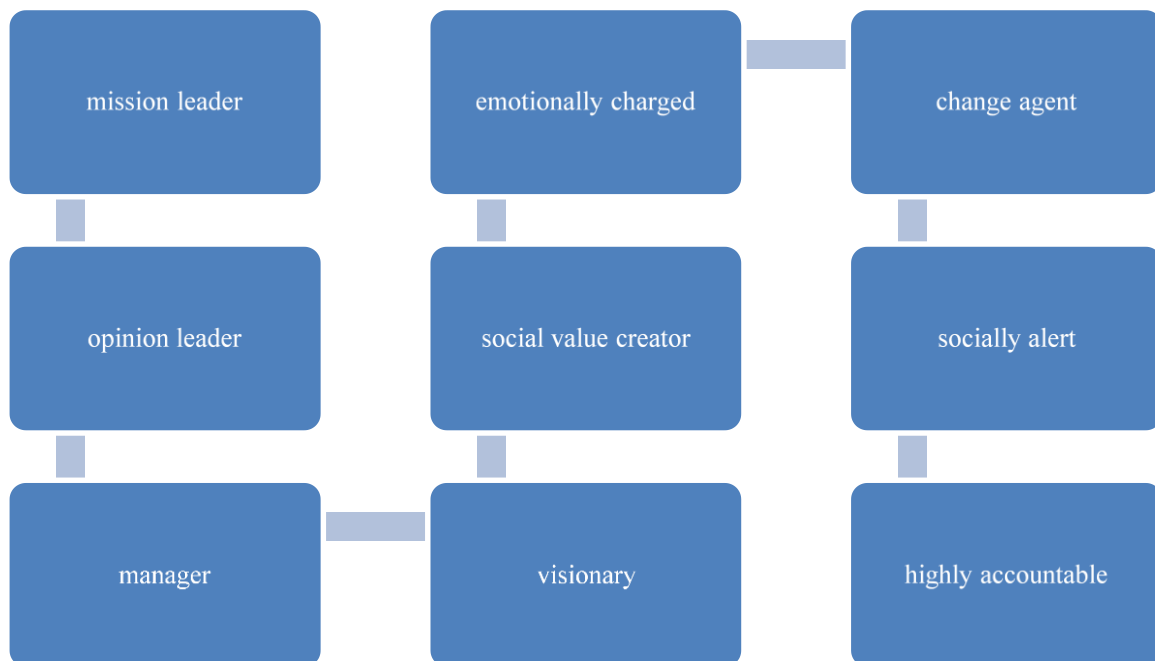 mission leader
opinion leader
manager
visionary
social value creator
emotionally charged
change agent
socially alert
highly accountable